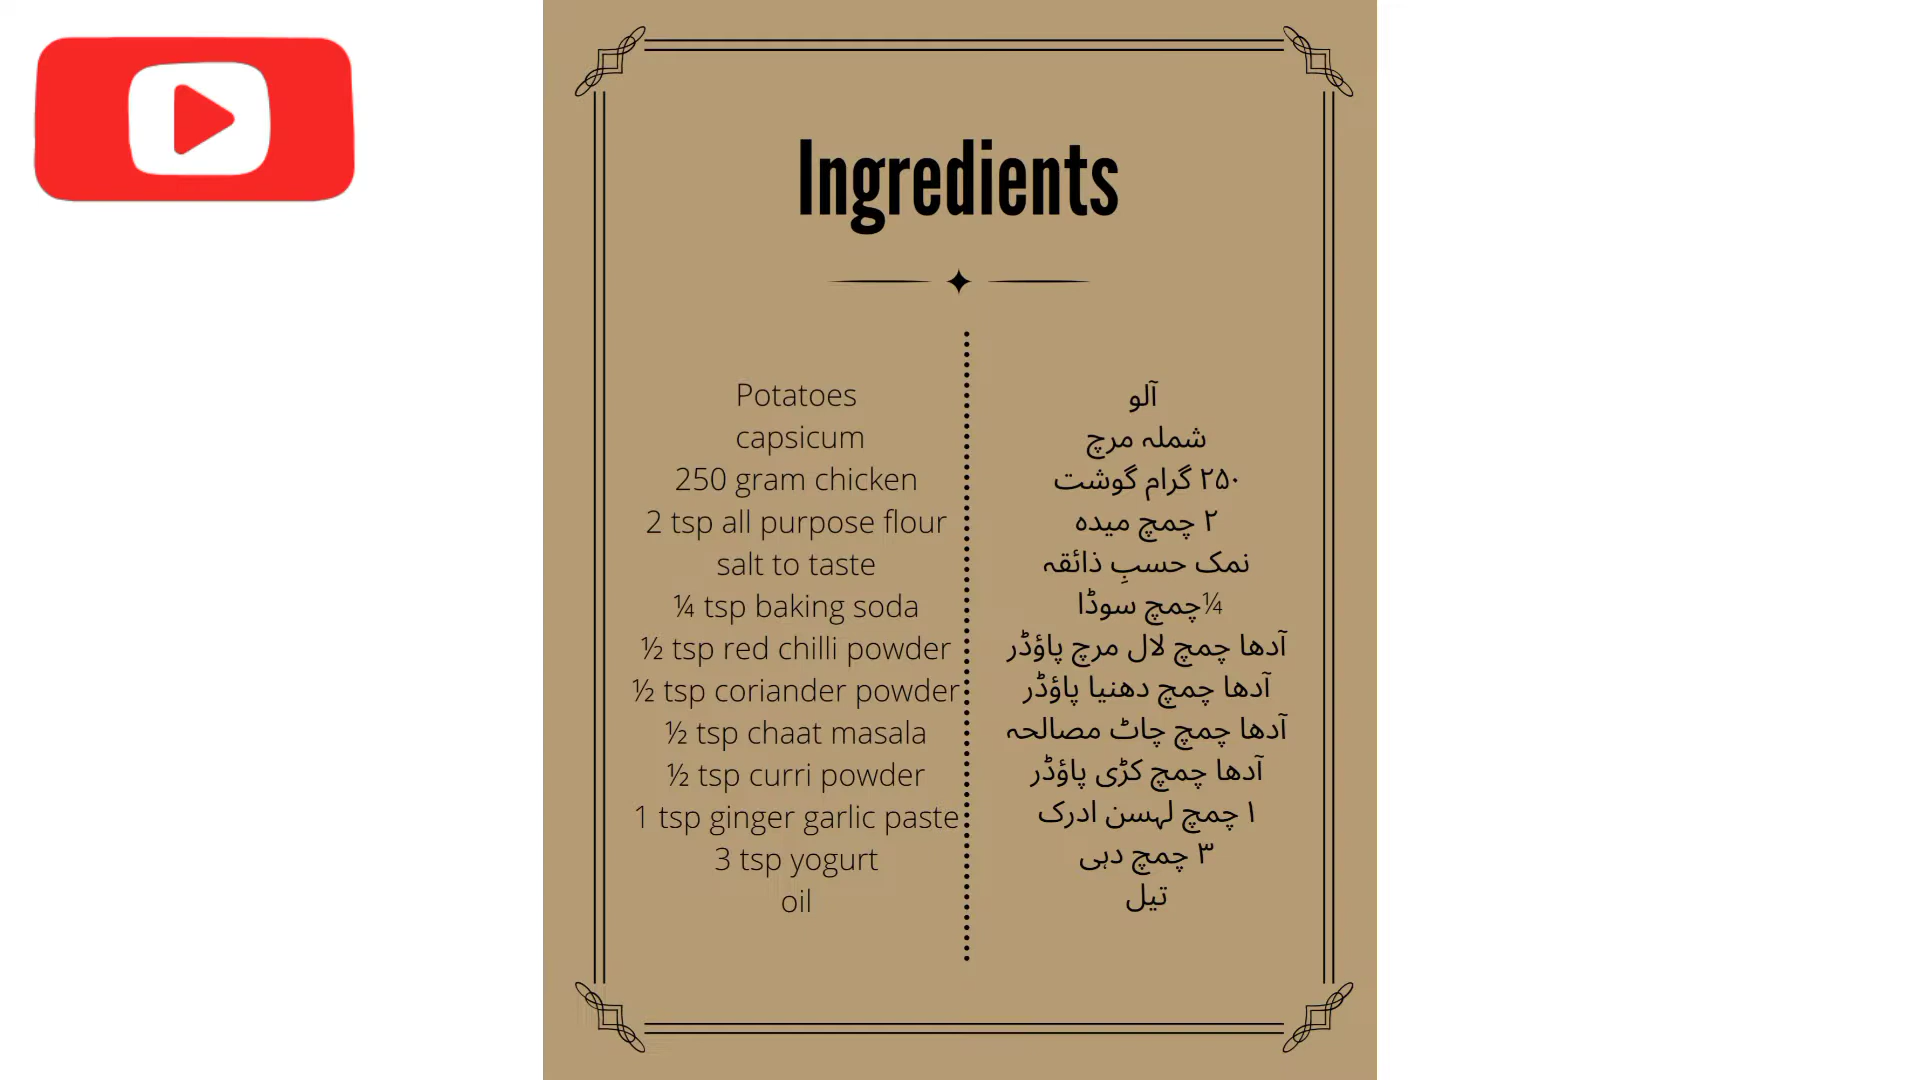 Ingredients
Potatoes
capsicum
250 gram chicken
2 tsp all purpose flour
salt to taste
¼ tsp baking soda
½ tsp red chilli powder
½ tsp coriander powder
½ tsp chaat masala
½ tsp curri powder
1 tsp ginger garlic paste
3 tsp yogurt
oil
آلو
شملہ مرچ
۲۵۰ گرام گوشت
۲ چمچ میدہ
نمک حسبِ ذائقہ
¼چمچ سوڈا
آدھا چمچ لال مرچ پاؤڈر
آدھا چمچ دھنیا پاؤڈر
آدھا چمچ چاٹ مصالحہ
آدھا چمچ کڑی پاؤڈر
۱ چمچ لہسن ادرک
۳ چمچ دہی
تیل